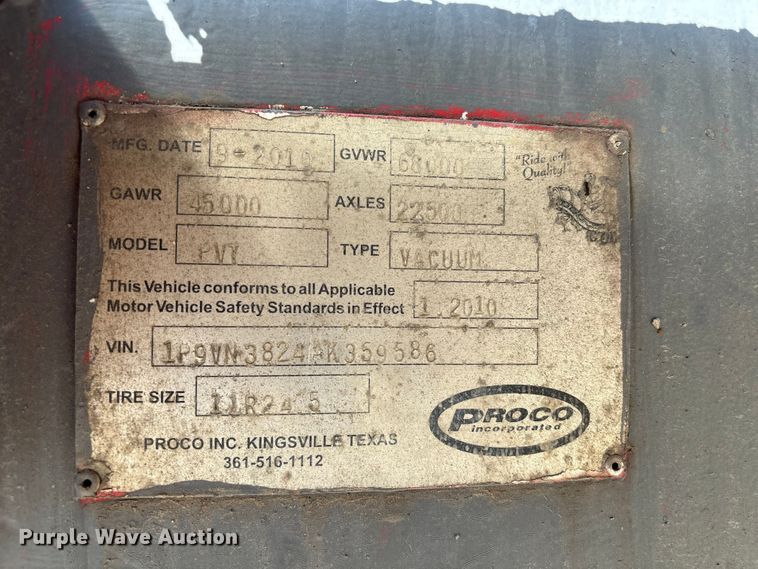 MFG. DATE 9-2010 GVWR 68000
"Ride with Quality!"
GAWR 45000 AXLES 22500
MODEL PVT TYPE VACUUM
This Vehicle conforms to all Applicable
Motor Vehicle Safety Standards in Effect 1 2010
VIN. 1P9VN3824AK359586
TIRE SIZE 11R24 5
PROCO
incorporated
PROCO INC. KINGSVILLE TEXAS
361-516-1112
Purple Wave Auction